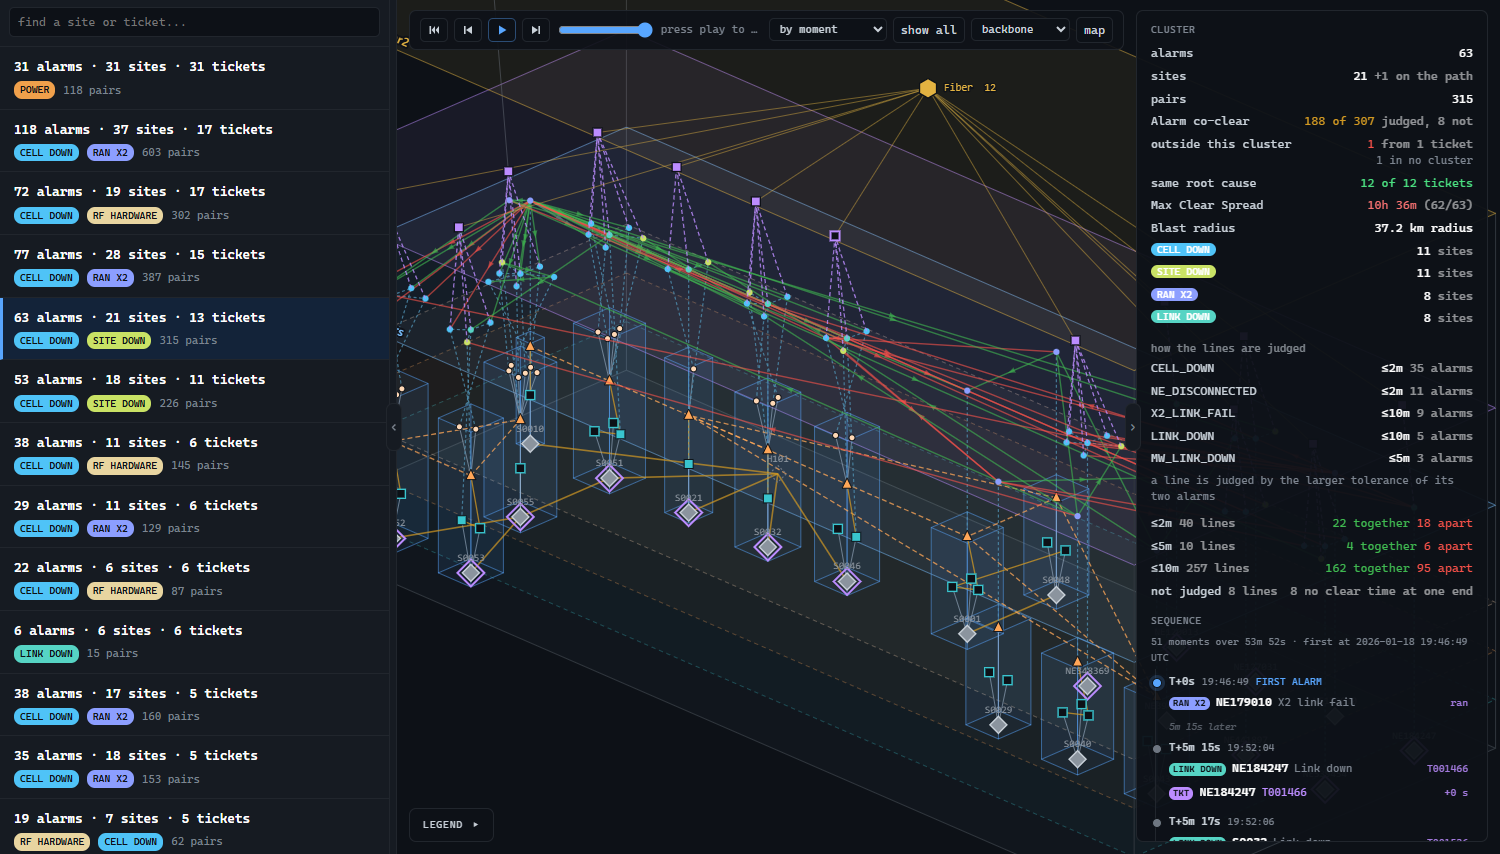 find a site or ticket...
31 alarms · 31 sites · 31 tickets
POWER 118 pairs
118 alarms · 37 sites · 17 tickets
CELL DOWN RAN X2 603 pairs
72 alarms · 19 sites · 17 tickets
CELL DOWN RF HARDWARE 302 pairs
77 alarms · 28 sites · 15 tickets
CELL DOWN RAN X2 387 pairs
63 alarms · 21 sites · 13 tickets
CELL DOWN SITE DOWN 315 pairs
53 alarms · 18 sites · 11 tickets
CELL DOWN SITE DOWN 226 pairs
38 alarms · 11 sites · 6 tickets
CELL DOWN RF HARDWARE 145 pairs
29 alarms · 11 sites · 6 tickets
CELL DOWN RAN X2 129 pairs
22 alarms · 6 sites · 6 tickets
CELL DOWN RF HARDWARE 87 pairs
6 alarms · 6 sites · 6 tickets
LINK DOWN 15 pairs
38 alarms · 17 sites · 5 tickets
CELL DOWN RAN X2 160 pairs
35 alarms · 18 sites · 5 tickets
CELL DOWN RAN X2 153 pairs
19 alarms · 7 sites · 5 tickets
RF HARDWARE CELL DOWN 62 pairs
press play to …
by moment
show all
backbone
map
Fiber 12
S0010
S0051
H101
S0055
S0021
S0032
S0053
S0046
S0048
S0001
NE148369
S0029
S0040
LEGEND
CLUSTER
alarms 63
sites 21 +1 on the path
pairs 315
Alarm co-clear 188 of 307 judged, 8 not
outside this cluster 1 from 1 ticket
1 in no cluster
same root cause 12 of 12 tickets
Max Clear Spread 10h 36m (62/63)
Blast radius 37.2 km radius
CELL DOWN 11 sites
SITE DOWN 11 sites
RAN X2 8 sites
LINK DOWN 8 sites
how the lines are judged
CELL_DOWN ≤2m 35 alarms
NE_DISCONNECTED ≤2m 11 alarms
X2_LINK_FAIL ≤10m 9 alarms
LINK_DOWN ≤10m 5 alarms
MW_LINK_DOWN ≤5m 3 alarms
a line is judged by the larger tolerance of its
two alarms
≤2m 40 lines 22 together 18 apart
≤5m 10 lines 4 together 6 apart
≤10m 257 lines 162 together 95 apart
not judged 8 lines 8 no clear time at one end
SEQUENCE
51 moments over 53m 52s · first at 2026-01-18 19:46:49
UTC
T+0s 19:46:49 FIRST ALARM
RAN X2 NE179010 X2 link fail ran
5m 15s later
T+5m 15s 19:52:04
LINK DOWN NE184247 Link down T001466
TKT NE184247 T001466 +0 s
T+5m 17s 19:52:06